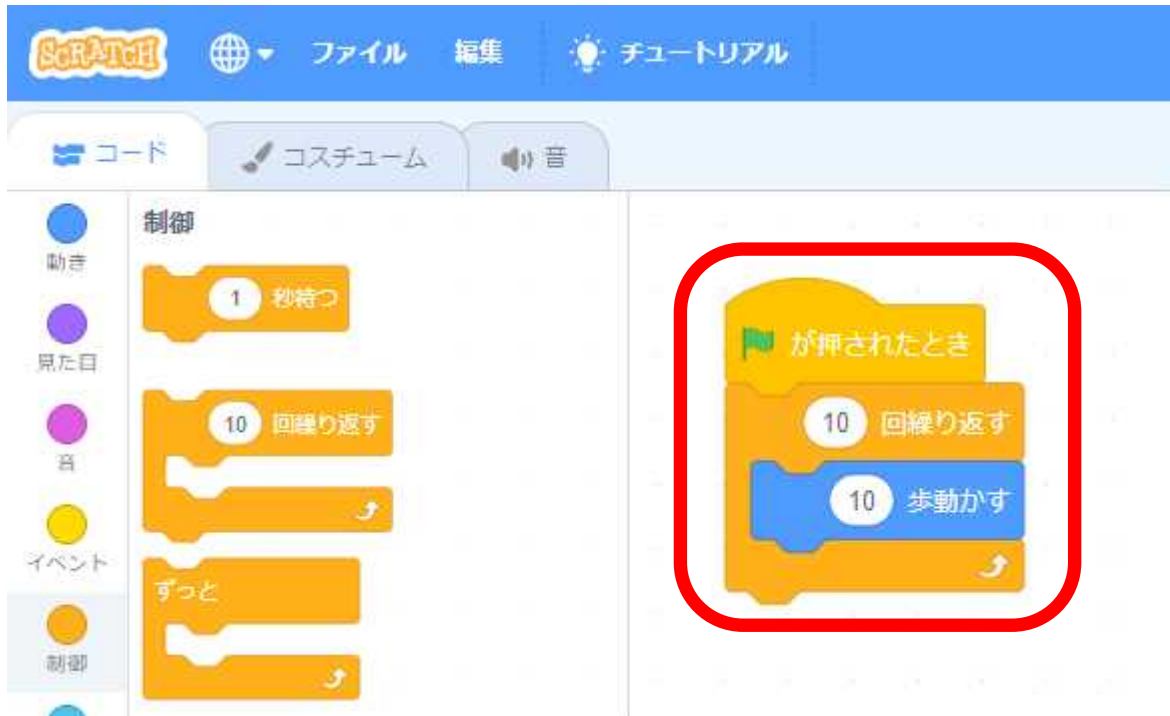 SCRATCH ファイル 編集 チュートリアル
コード コスチューム 音
動き
見た目
音
イベント
制御
制御
1 秒待つ
10 回繰り返す
ずっと
が押されたとき
10 回繰り返す
10 歩動かす